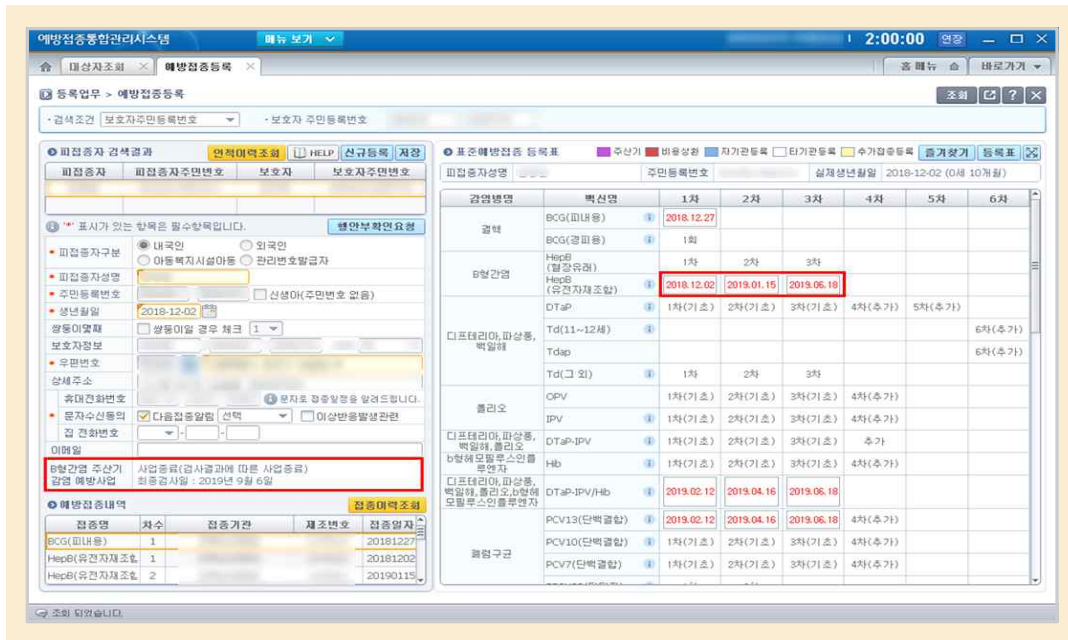 예방접종통합관리시스템 메뉴 보기 2:00:00 연장
대상자조회 예방접종등록 홈메뉴 바로가기
등록업무 > 예방접종등록 조회
·검색조건 보호자주민등록번호 ·보호자 주민등록번호
피접종자 검색결과 인적이력조회 HELP 신규등록 저장
피접종자 피접종자주민번호 보호자 보호자주민번호
'*' 표시가 있는 항목은 필수항목입니다. 행안부확인요청
피접종자구분 내국인 외국인
아동복지시설아동 관리번호발급자
피접종자성명
주민등록번호 신생아(주민번호 없음)
생년월일 2018-12-02
쌍둥이몇째 쌍둥이일 경우 체크 1
보호자정보
우편번호
상세주소
휴대전화번호 문자로 접종일정을 알려드립니다.
문자수신동의 다음접종알림 선택 이상반응발생관련
집 전화번호 - -
이메일
B형간염 주산기 사업종료(검사결과에 따른 사업종료)
감염 예방사업 최종검사일 : 2019년 9월 6일
예방접종내역 접종이력조회
접종명 차수 접종기관 제조번호 접종일자
BCG(피내용) 1 20181227
HepB(유전자재조합 1 20181202
HepB(유전자재조합 2 20190115
표준예방접종 등록표 주산기 비용상환 자기관등록 타기관등록 수기접종등록 즐겨찾기 등록표
피접종자성명 주민등록번호 실제생년월일 2018-12-02 (0세 10개월)
감염병명 백신명 1차 2차 3차 4차 5차 6차
결핵 BCG(피내용) 2018.12.27
BCG(경피용) 1회
B형간염 HepB
(혈장유래) 1차 2차 3차
HepB
(유전자재조합) 2018.12.02 2019.01.15 2019.06.18
디프테리아,파상풍,
백일해 DTaP 1차(기초) 2차(기초) 3차(기초) 4차(추가) 5차(추가)
Td(11~12세) 6차(추가)
Tdap 6차(추가)
Td(그 외) 1차 2차 3차
폴리오 OPV 1차(기초) 2차(기초) 3차(기초) 4차(추가)
IPV 1차(기초) 2차(기초) 3차(기초) 4차(추가)
디프테리아,파상풍,
백일해,폴리오 DTaP-IPV 1차(기초) 2차(기초) 3차(기초) 추가
b형헤모필루스인플
루엔자 Hib 1차(기초) 2차(기초) 3차(기초) 4차(추가)
디프테리아,파상풍,
백일해,폴리오,b형헤
모필루스인플루엔자 DTaP-IPV/Hib 2019.02.12 2019.04.16 2019.06.18
폐렴구균 PCV13(단백결합) 2019.02.12 2019.04.16 2019.06.18 4차(추가)
PCV10(단백결합) 1차(기초) 2차(기초) 3차(기초) 4차(추가)
PCV7(단백결합) 1차(기초) 2차(기초) 3차(기초) 4차(추가)
조회 되었습니다.